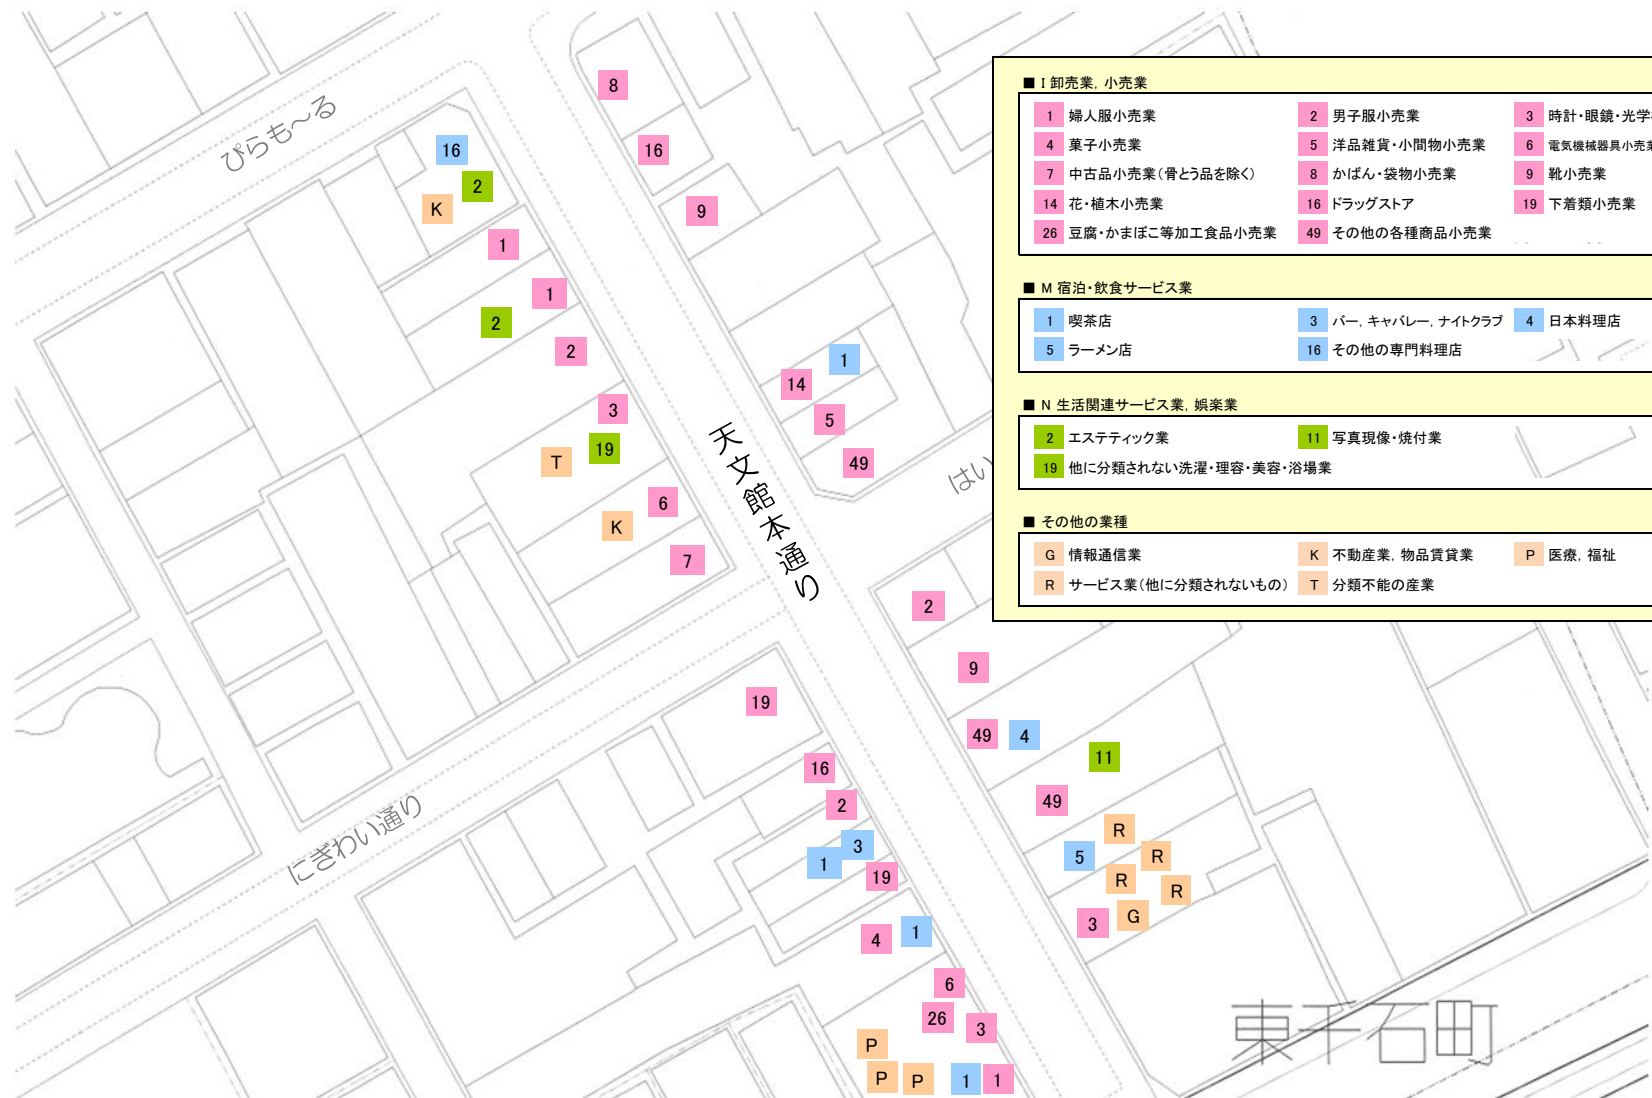 ぴらも～る
8
16
16
2
K
9
1
1
2
2
1
14
3
5
19
T
49
6
K
7
天文館本通り
はい
2
9
19
49
4
11
16
49
2
R
3
5
R
1
R
19
R
G
3
にぎわい通り
4
1
6
26
3
P
P
P
1
1
東千石町
■ I 卸売業, 小売業
1 婦人服小売業 2 男子服小売業 3 時計・眼鏡・光学
4 菓子小売業 5 洋品雑貨・小間物小売業 6 電気機械器具小売業
7 中古品小売業(骨とう品を除く) 8 かばん・袋物小売業 9 靴小売業
14 花・植木小売業 16 ドラッグストア 19 下着類小売業
26 豆腐・かまぼこ等加工食品小売業 49 その他の各種商品小売業
■ M 宿泊・飲食サービス業
1 喫茶店 3 バー, キャバレー, ナイトクラブ 4 日本料理店
5 ラーメン店 16 その他の専門料理店
■ N 生活関連サービス業, 娯楽業
2 エステティック業 11 写真現像・焼付業
19 他に分類されない洗濯・理容・美容・浴場業
■ その他の業種
G 情報通信業 K 不動産業, 物品賃貸業 P 医療, 福祉
R サービス業(他に分類されないもの) T 分類不能の産業